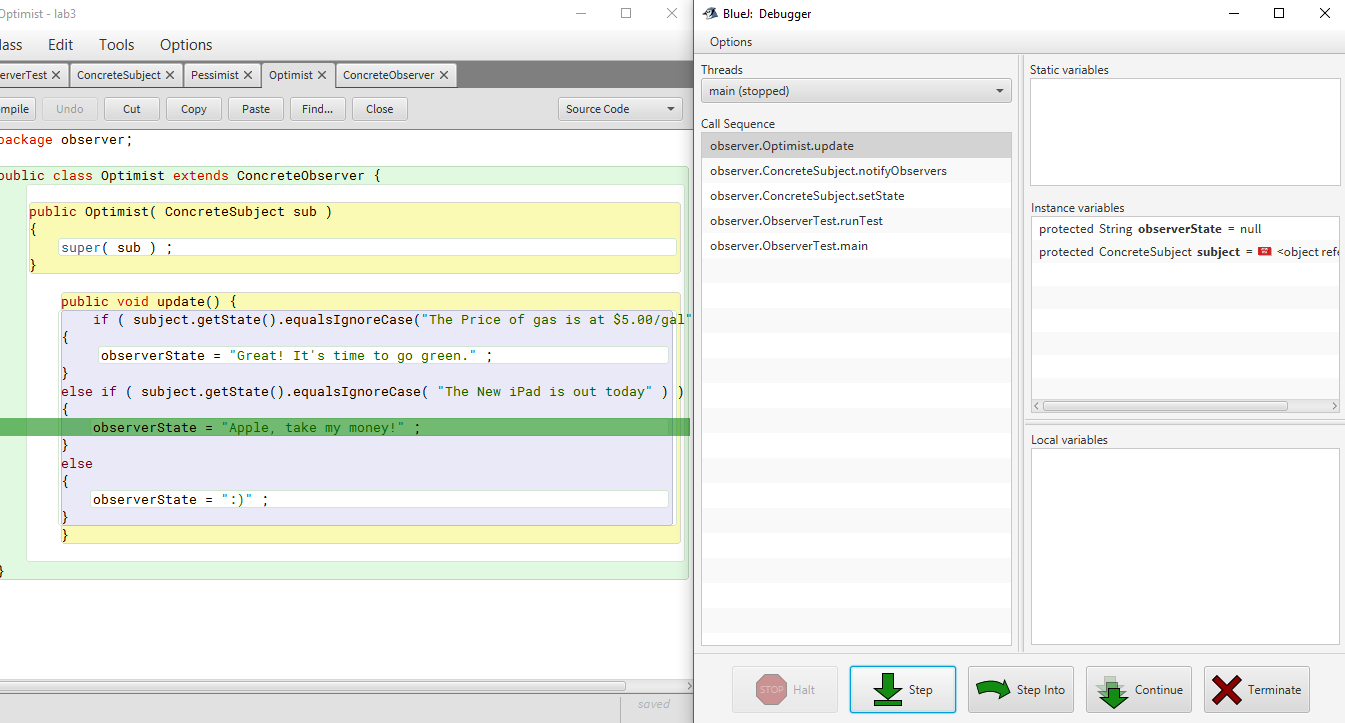 Optimist - lab3
lass Edit Tools Options
erverTest ConcreteSubject Pessimist Optimist ConcreteObserver
mpile Undo Cut Copy Paste Find... Close Source Code
package observer;
public class Optimist extends ConcreteObserver {
public Optimist( ConcreteSubject sub )
{
super( sub ) ;
}
public void update() {
if ( subject.getState().equalsIgnoreCase("The Price of gas is at $5.00/gal"
{
observerState = "Great! It's time to go green." ;
}
else if ( subject.getState().equalsIgnoreCase( "The New iPad is out today" ) )
{
observerState = "Apple, take my money!" ;
}
else
{
observerState = ":)" ;
}
}
}
saved
BlueJ: Debugger
Options
Threads
main (stopped)
Call Sequence
observer.Optimist.update
observer.ConcreteSubject.notifyObservers
observer.ConcreteSubject.setState
observer.ObserverTest.runTest
observer.ObserverTest.main
Static variables
Instance variables
protected String observerState = null
protected ConcreteSubject subject = <object refe
Local variables
STOP Halt Step Step Into Continue Terminate